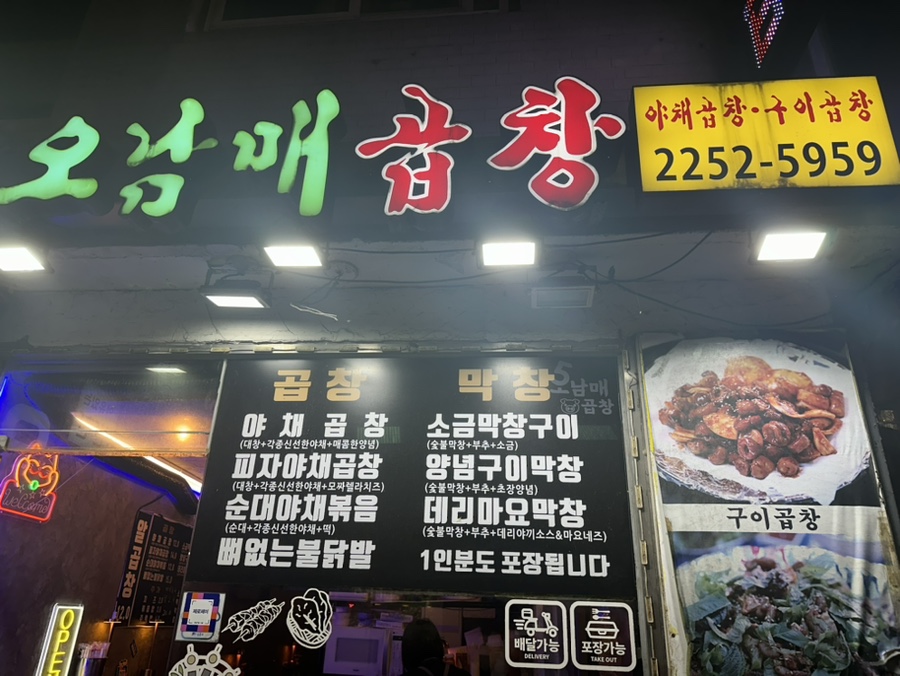 오남매곱창
야채곱창·구이곱창
2252-5959
곱창
야채곱창
(대창+각종신선한야채+매콤한양념)
피자야채곱창
(대창+각종신선한야채+모짜렐라치즈)
순대야채볶음
(순대+각종신선한야채+떡)
뼈없는불닭발
막창
오남매
곱창
소금막창구이
(숯불막창+부추+소금)
양념구이막창
(숯불막창+부추+초장양념)
데리마요막창
(숯불막창+부추+데리야끼소스&마요네즈)
1인분도 포장됩니다
구이곱창
알곱창
Welcome
OPEN
배달가능
DELIVERY
포장가능
TAKE OUT